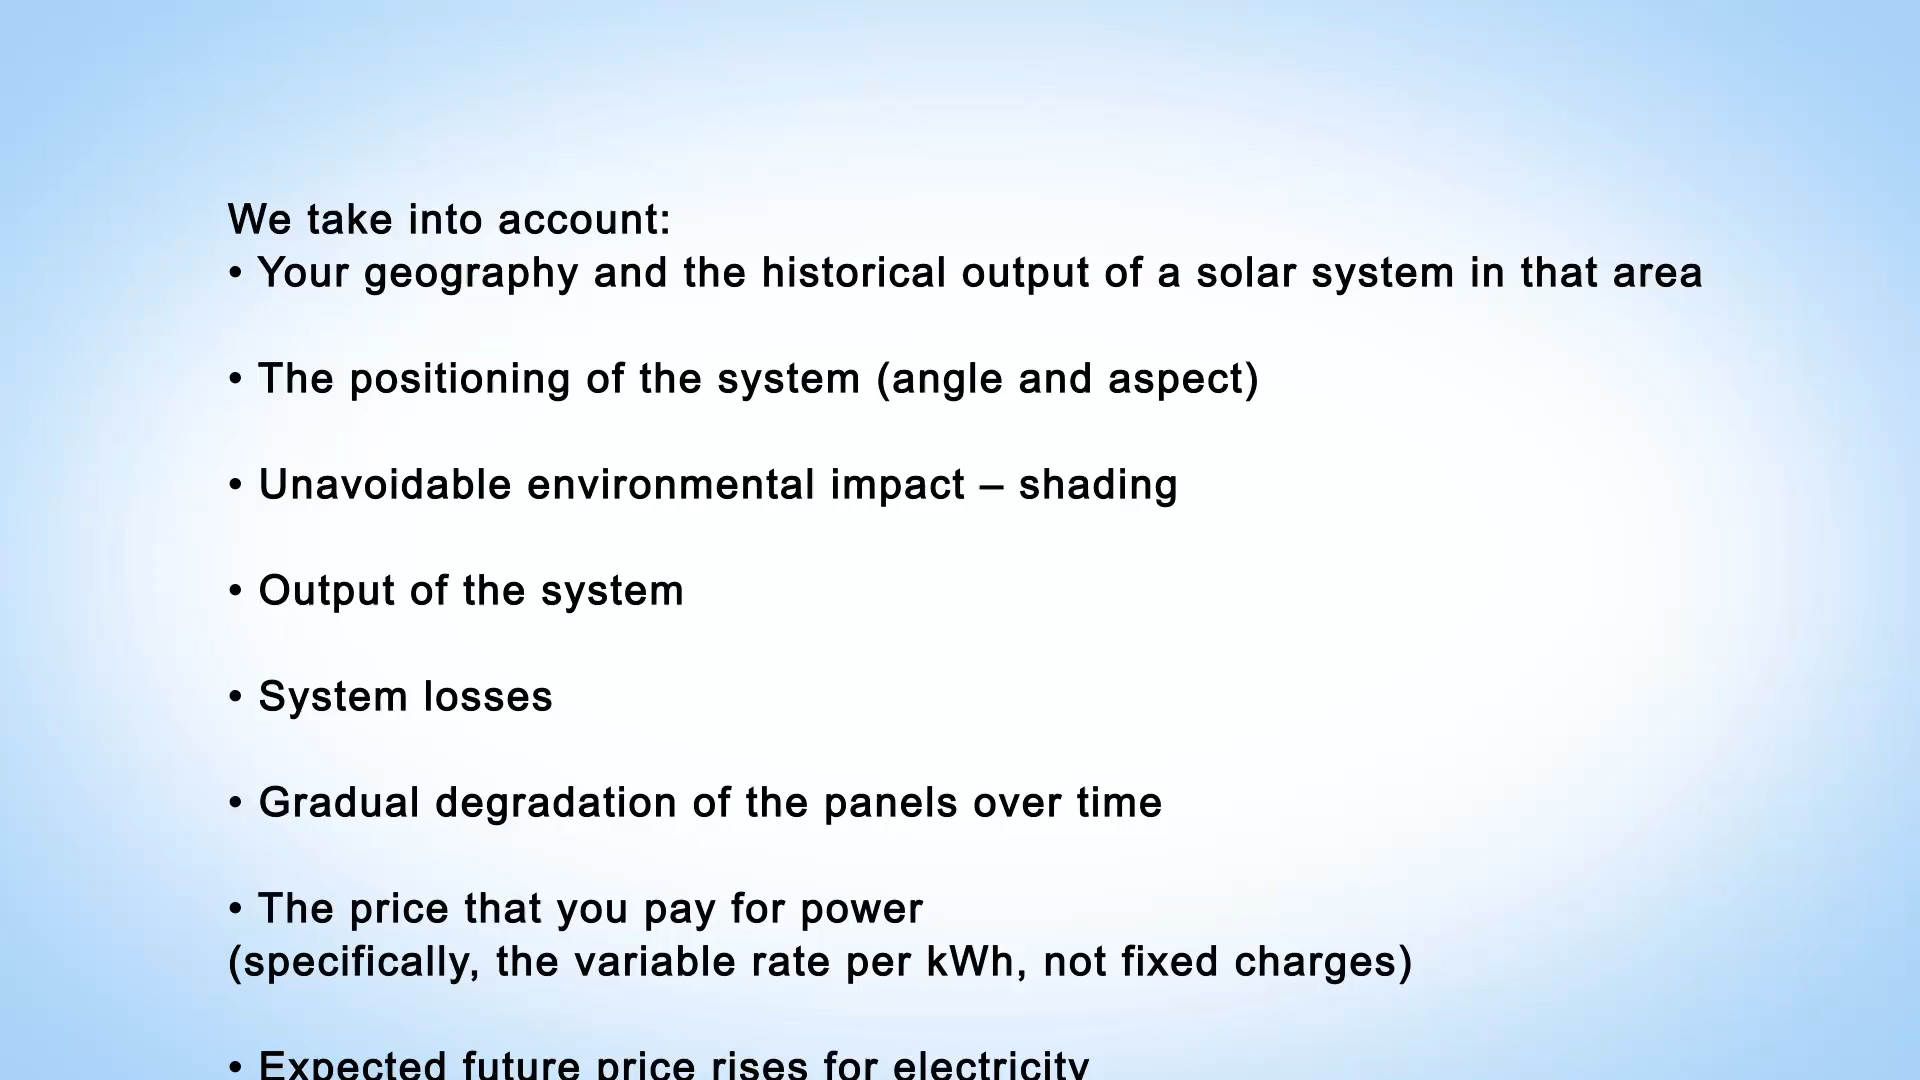 We take into account:
• Your geography and the historical output of a solar system in that area
• The positioning of the system (angle and aspect)
• Unavoidable environmental impact – shading
• Output of the system
• System losses
• Gradual degradation of the panels over time
• The price that you pay for power
(specifically, the variable rate per kWh, not fixed charges)
• Expected future price rises for electricity